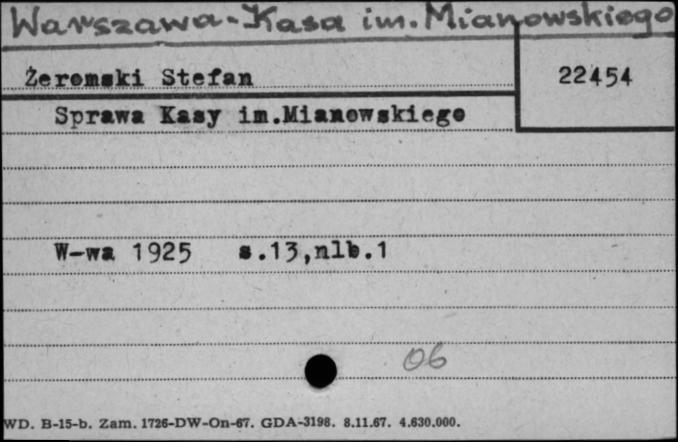 Warszawa-Kasa im. Mianowskiego
Żeromski Stefan
22454
Sprawa Kasy im.Mianowskiego
W-wa 1925 s.13,nlb.1
06
WD. B-15-b. Zam. 1726-DW-On-67. GDA-3198. 8.11.67. 4.630.000.